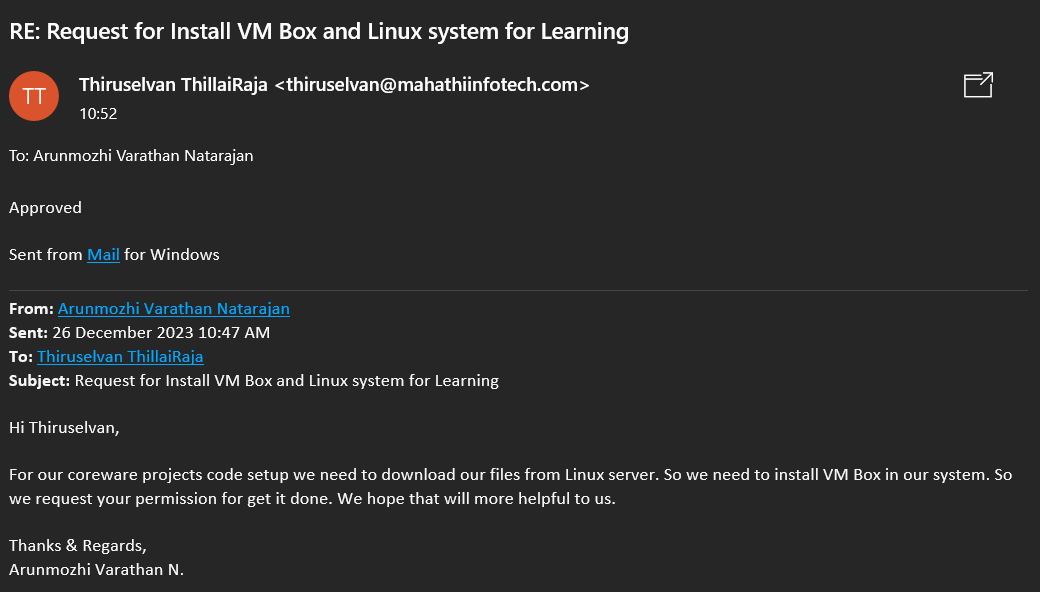 RE: Request for Install VM Box and Linux system for Learning
TT
Thiruselvan ThillaiRaja <thiruselvan@mahathiinfotech.com>
10:52
To: Arunmozhi Varathan Natarajan
Approved
Sent from Mail for Windows
From: Arunmozhi Varathan Natarajan
Sent: 26 December 2023 10:47 AM
To: Thiruselvan ThillaiRaja
Subject: Request for Install VM Box and Linux system for Learning
Hi Thiruselvan,
For our coreware projects code setup we need to download our files from Linux server. So we need to install VM Box in our system. So
we request your permission for get it done. We hope that will more helpful to us.
Thanks & Regards,
Arunmozhi Varathan N.